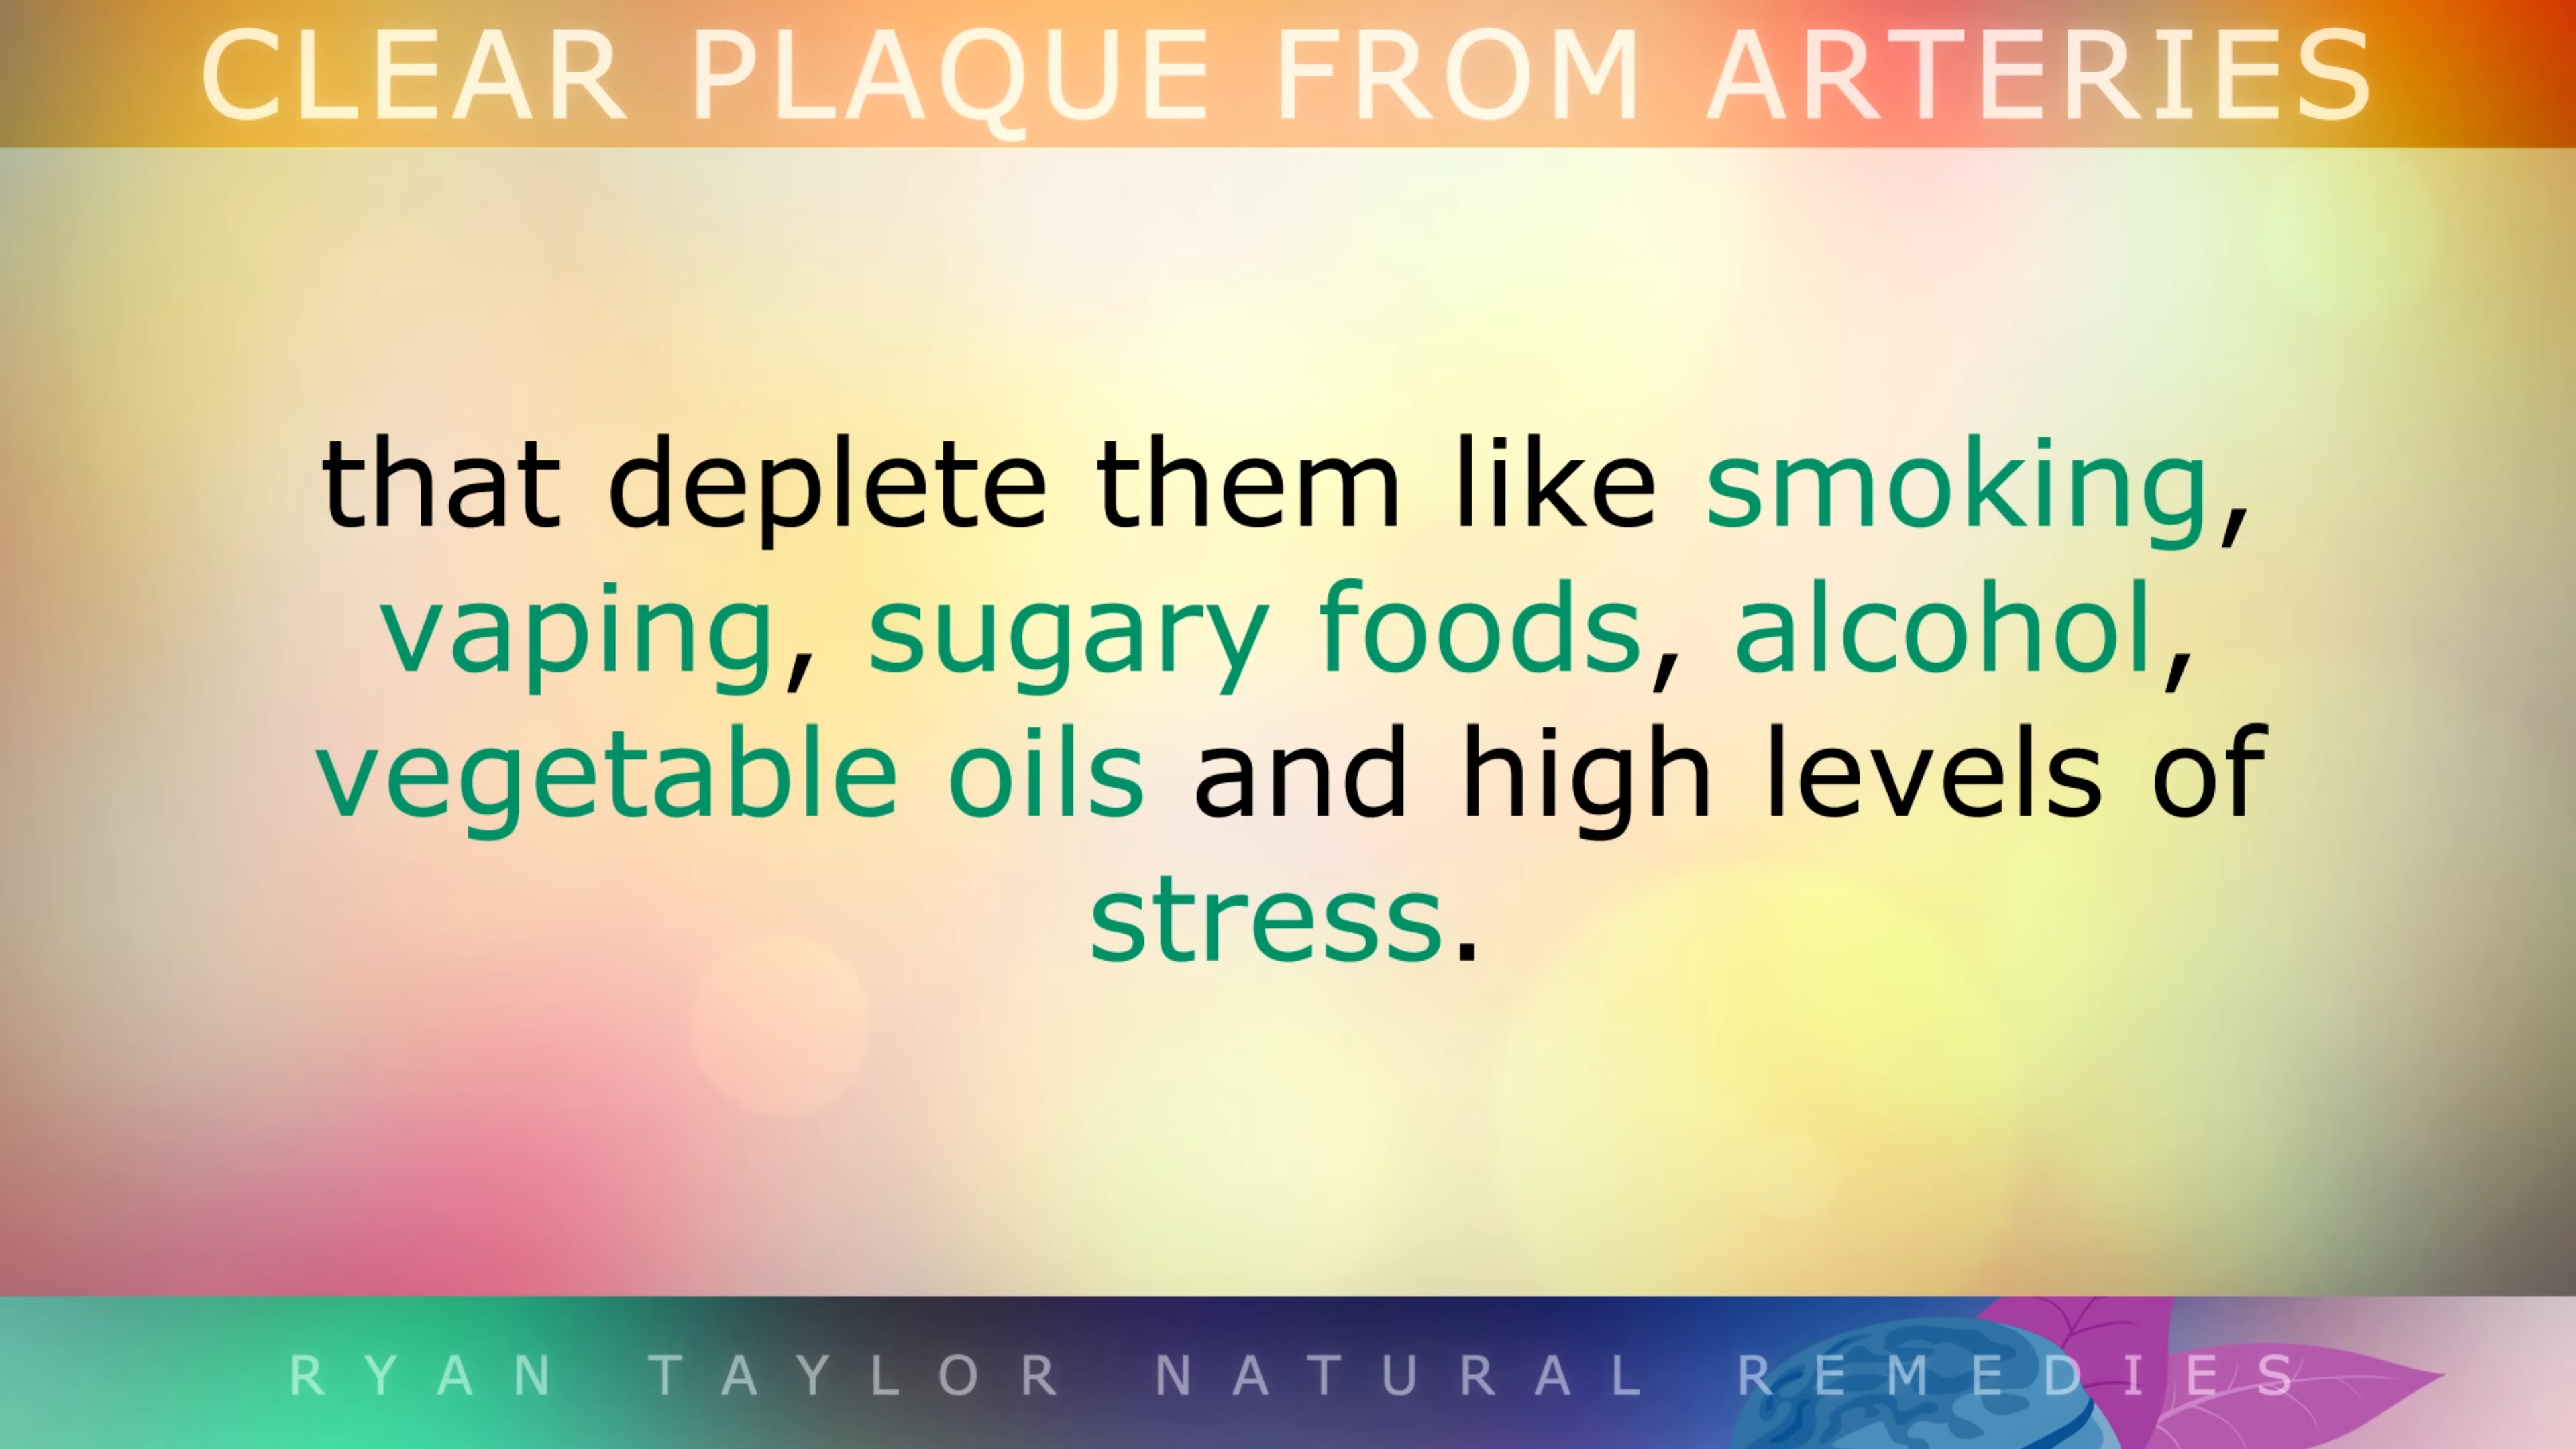 CLEAR PLAQUE FROM ARTERIES
that deplete them like smoking,
vaping, sugary foods, alcohol,
vegetable oils and high levels of
stress.
RYAN TAYLOR NATURAL REMEDIES